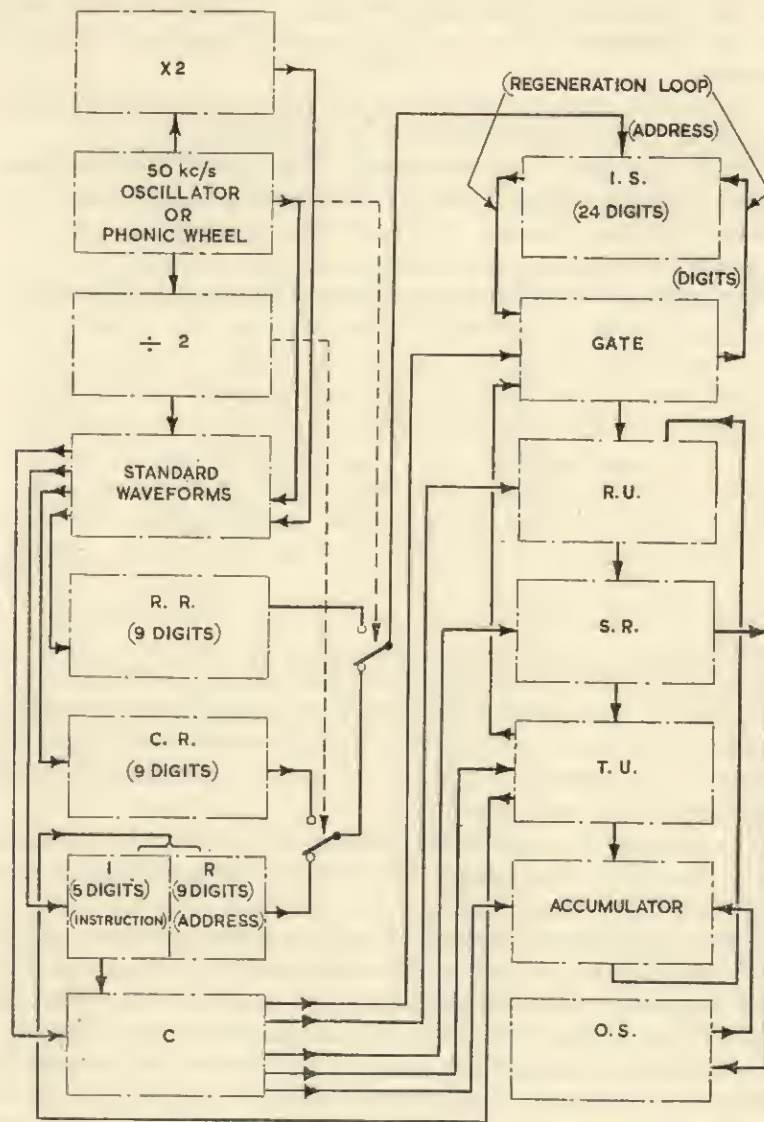 X2
50 kc/s
OSCILLATOR
OR
PHONIC WHEEL
÷ 2
STANDARD
WAVEFORMS
R. R.
(9 DIGITS)
C. R.
(9 DIGITS)
I
(5 DIGITS)
(INSTRUCTION)
R
(9 DIGITS)
(ADDRESS)
C
(REGENERATION LOOP)
(ADDRESS)
I. S.
(24 DIGITS)
(DIGITS)
GATE
R. U.
S. R.
T. U.
ACCUMULATOR
O. S.